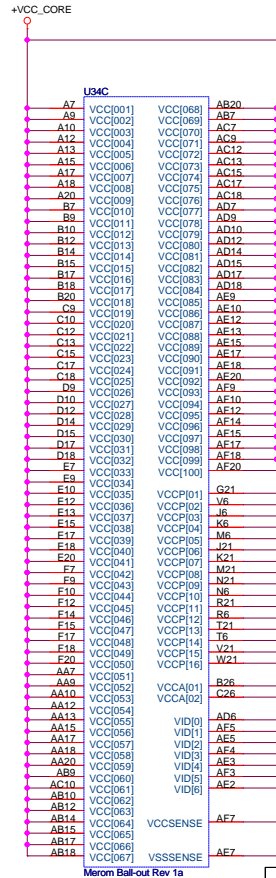 +VCC_CORE
U34C
A7 VCC[001] VCC[068] AB20
A9 VCC[002] VCC[069] AB7
A10 VCC[003] VCC[070] AC7
A12 VCC[004] VCC[071] AC9
A13 VCC[005] VCC[072] AC12
A15 VCC[006] VCC[073] AC13
A17 VCC[007] VCC[074] AC15
A18 VCC[008] VCC[075] AC17
A20 VCC[009] VCC[076] AC18
B7 VCC[010] VCC[077] AD7
B9 VCC[011] VCC[078] AD9
B10 VCC[012] VCC[079] AD10
B12 VCC[013] VCC[080] AD12
B14 VCC[014] VCC[081] AD14
B15 VCC[015] VCC[082] AD15
B17 VCC[016] VCC[083] AD17
B18 VCC[017] VCC[084] AD18
B20 VCC[018] VCC[085] AE9
C9 VCC[019] VCC[086] AE10
C10 VCC[020] VCC[087] AE12
C12 VCC[021] VCC[088] AE13
C13 VCC[022] VCC[089] AE15
C15 VCC[023] VCC[090] AE17
C17 VCC[024] VCC[091] AE18
C18 VCC[025] VCC[092] AE20
D9 VCC[026] VCC[093] AF9
D10 VCC[027] VCC[094] AF10
D12 VCC[028] VCC[095] AF12
D14 VCC[029] VCC[096] AF14
D15 VCC[030] VCC[097] AF15
D17 VCC[031] VCC[098] AF17
D18 VCC[032] VCC[099] AF18
E7 VCC[033] VCC[100] AF20
E9 VCC[034]
E10 VCC[035] VCCP[01] G21
E12 VCC[036] VCCP[02] V6
E13 VCC[037] VCCP[03] J6
E15 VCC[038] VCCP[04] K6
E17 VCC[039] VCCP[05] M6
E18 VCC[040] VCCP[06] J21
E20 VCC[041] VCCP[07] K21
F7 VCC[042] VCCP[08] M21
F9 VCC[043] VCCP[09] N21
F10 VCC[044] VCCP[10] N6
F12 VCC[045] VCCP[11] R21
F14 VCC[046] VCCP[12] R6
F15 VCC[047] VCCP[13] T21
F17 VCC[048] VCCP[14] T6
F18 VCC[049] VCCP[15] V21
F20 VCC[050] VCCP[16] W21
AA7 VCC[051]
AA9 VCC[052] VCCA[01] B26
AA10 VCC[053] VCCA[02] C26
AA12 VCC[054]
AA13 VCC[055] VID[0] AD6
AA15 VCC[056] VID[1] AF5
AA17 VCC[057] VID[2] AE5
AA18 VCC[058] VID[3] AF4
AA20 VCC[059] VID[4] AE3
AB9 VCC[060] VID[5] AF3
AC10 VCC[061] VID[6] AE2
AB10 VCC[062]
AB12 VCC[063]
AB14 VCC[064] VCCSENSE AF7
AB15 VCC[065]
AB17 VCC[066]
AB18 VCC[067] VSSSENSE AE7
Merom Ball-out Rev 1a